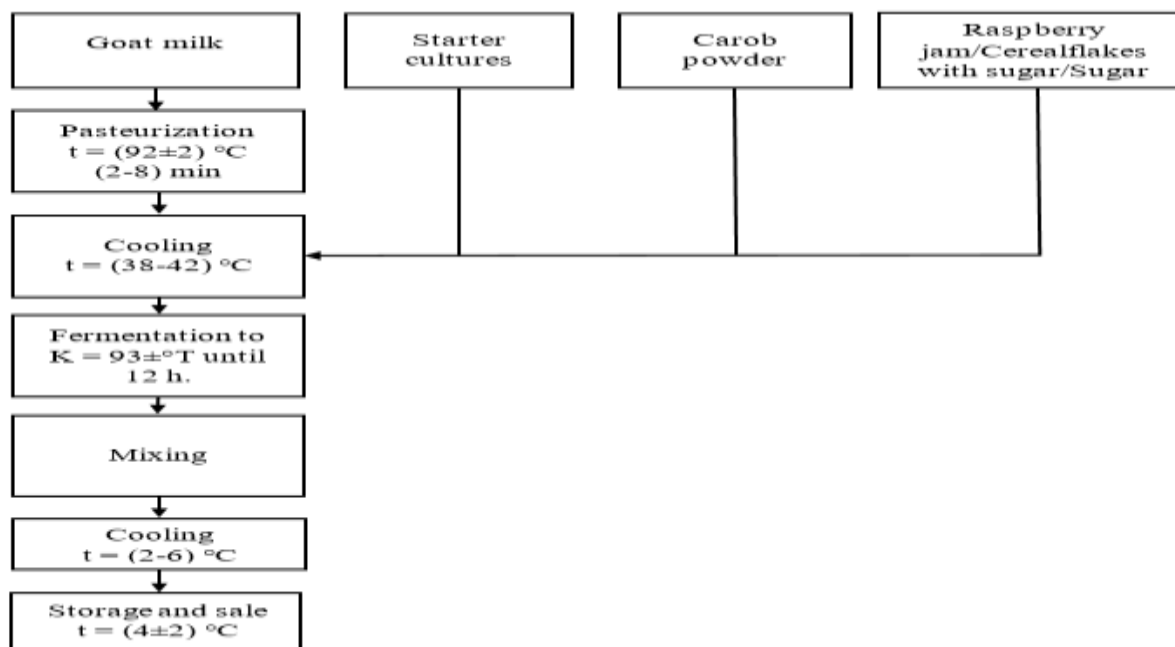 Goat milk
Starter
cultures
Carob
powder
Raspberry
jam/Cerealflakes
with sugar/Sugar
Pasteurization
t = (92±2) °C
(2-8) min
Cooling
t = (38-42) °C
Fermentation to
K = 93±°T until
12 h.
Mixing
Cooling
t = (2-6) °C
Storage and sale
t = (4±2) °C